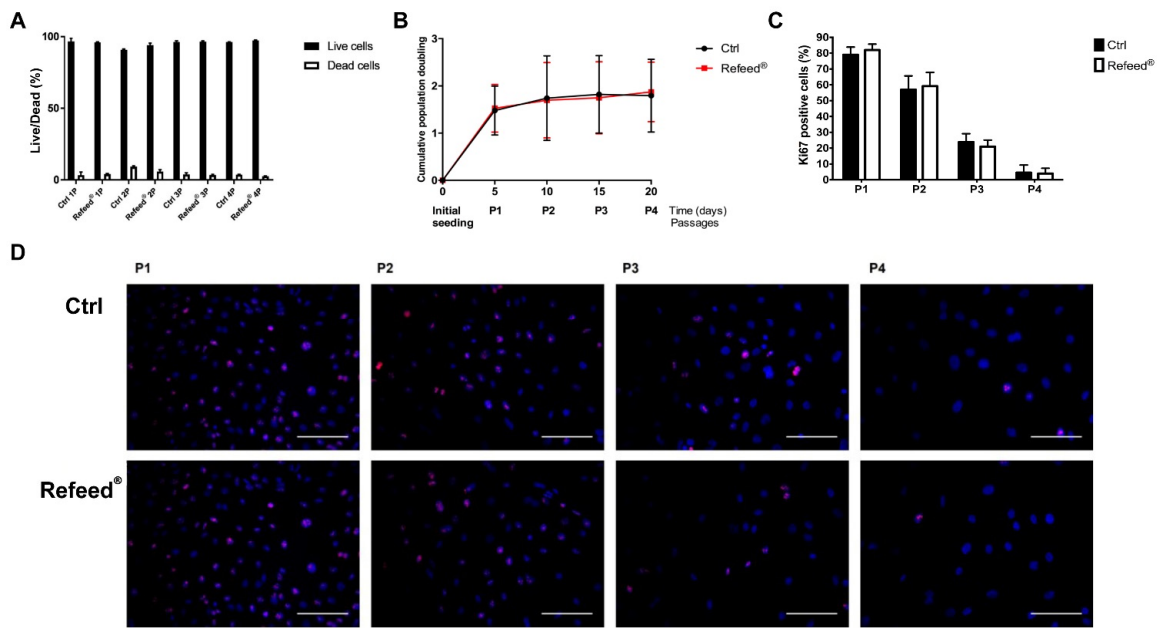 A
Live/Dead (%)
100
50
0
Live cells
Dead cells
Ctrl 1P
Refeed® 1P
Ctrl 2P
Refeed® 2P
Ctrl 3P
Refeed® 3P
Ctrl 4P
Refeed® 4P
B
Cumulative population doubling
3
2
1
0
Ctrl
Refeed®
0 5 10 15 20
Initial seeding P1 P2 P3 P4 Time (days)
Passages
C
Ki67 positive cells (%)
90
80
70
60
50
40
30
20
10
0
Ctrl
Refeed®
P1 P2 P3 P4
D
P1 P2 P3 P4
Ctrl
Refeed®